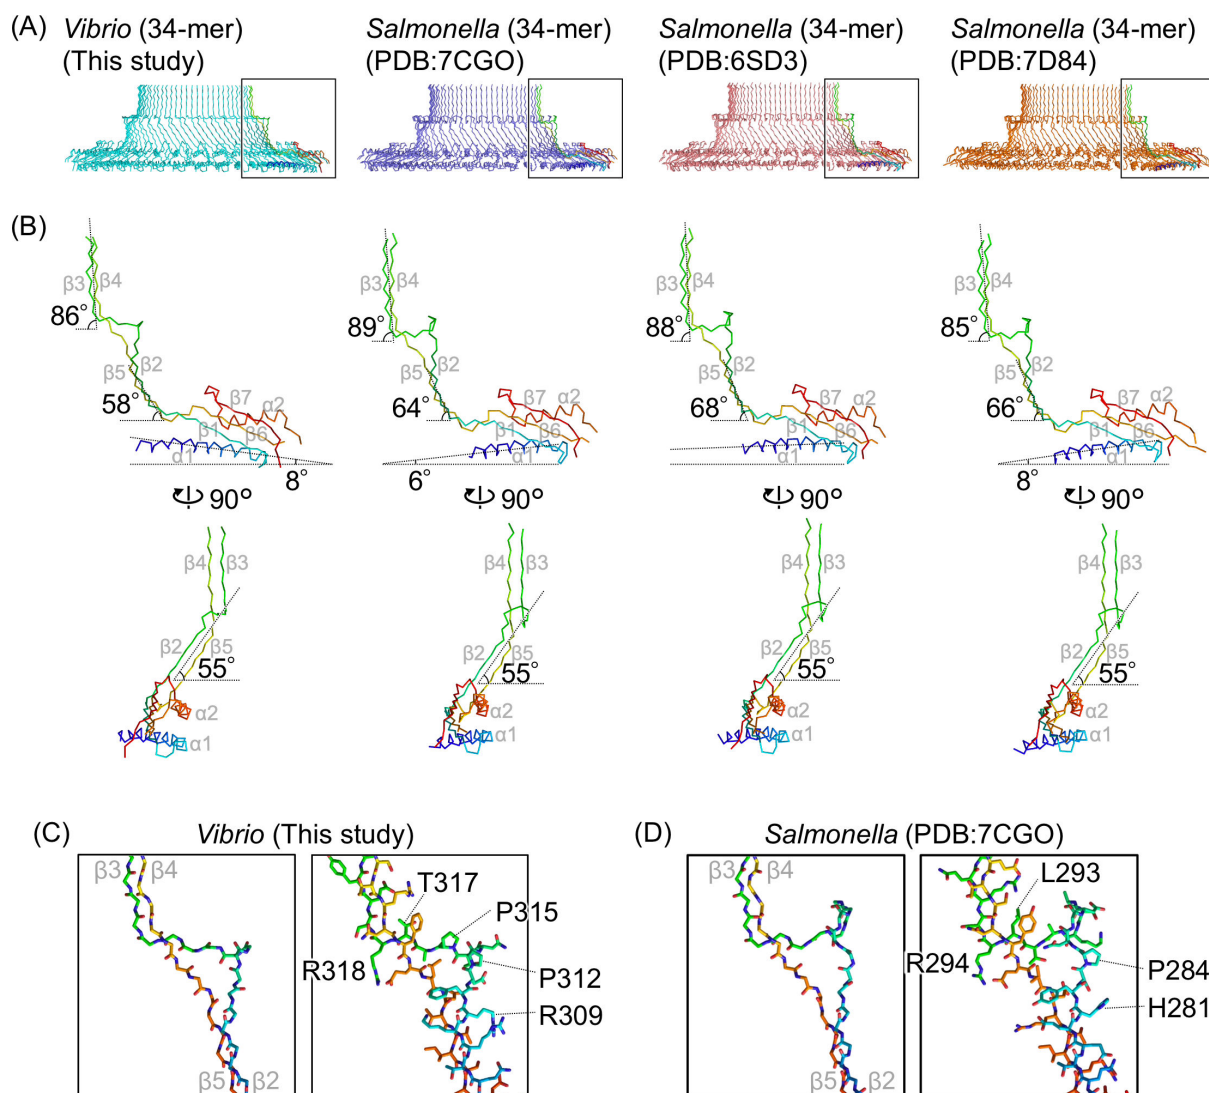 (A) Vibrio (34-mer) Salmonella (34-mer) Salmonella (34-mer) Salmonella (34-mer)
(This study) (PDB:7CGO) (PDB:6SD3) (PDB:7D84)
(B)
β3 β4 β3 β4 β3 β4 β3 β4
86° 89° 88° 85°
β5 β2 β5 β2 β5 β2 β5 β2
58° β7 α2 64° β7 α2 68° β7 α2 66° β7 α2
β1 β6 β1 β6 β1 β6 β1 β6
α1 α1 α1 α1
8° 6° 8°
90° 90° 90° 90°
β4 β3 β4 β3 β4 β3 β4 β3
β2 β5 β2 β5 β2 β5 β2 β5
55° 55° 55° 55°
α2 α2 α2 α2
α1 α1 α1 α1
(C) Vibrio (This study) (D) Salmonella (PDB:7CGO)
β3 β4 T317 β3 β4 L293
P315
R318 P312 R294 P284
R309 H281
β5 β2 β5 β2